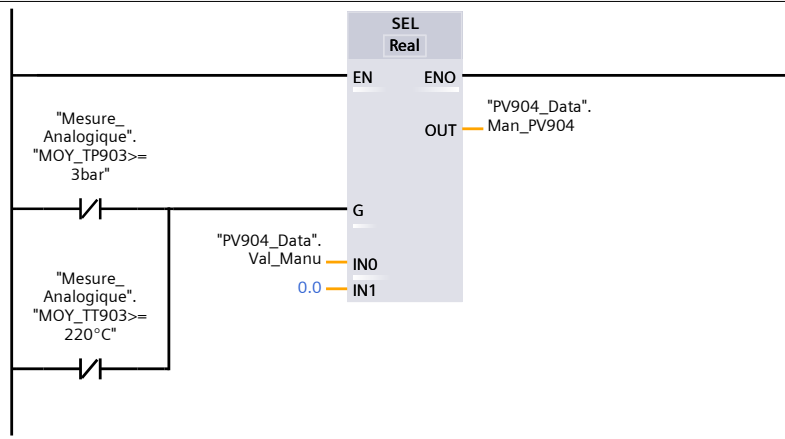 SEL
Real
EN ENO
"PV904_Data".
OUT Man_PV904
"Mesure_
Analogique".
"MOY_TP903>=
3bar"
G
"PV904_Data".
Val_Manu IN0
0.0 IN1
"Mesure_
Analogique".
"MOY_TT903>=
220°C"